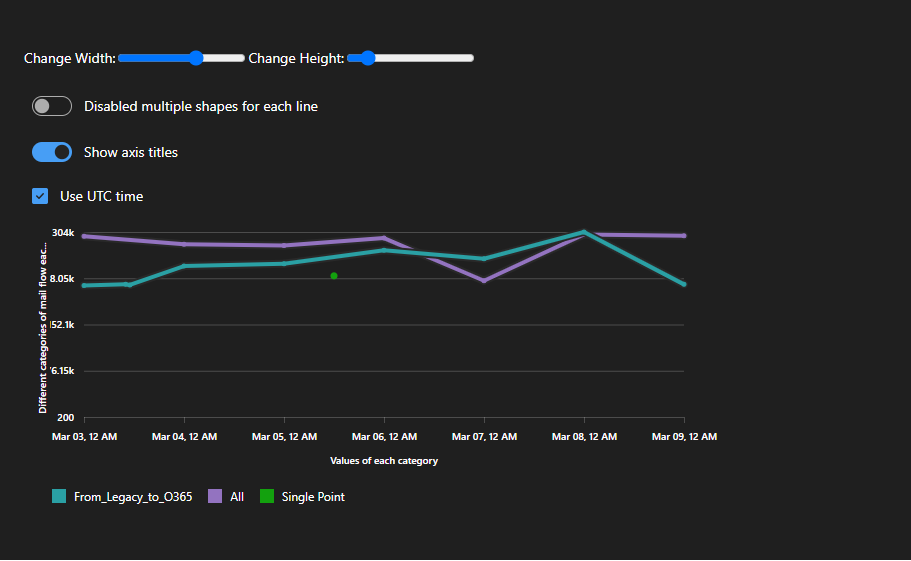 Change Width: Change Height:
Disabled multiple shapes for each line
Show axis titles
Use UTC time
Different categories of mail flow eac...
304k
8.05k
52.1k
6.15k
200
Mar 03, 12 AM Mar 04, 12 AM Mar 05, 12 AM Mar 06, 12 AM Mar 07, 12 AM Mar 08, 12 AM Mar 09, 12 AM
Values of each category
From_Legacy_to_O365 All Single Point